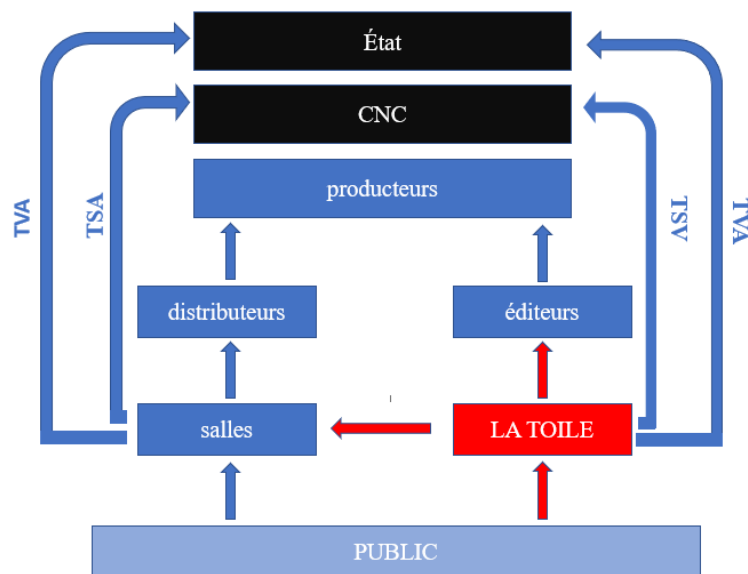 État
CNC
producteurs
TVA
TSA
TSV
TVA
distributeurs
éditeurs
salles
LA TOILE
PUBLIC